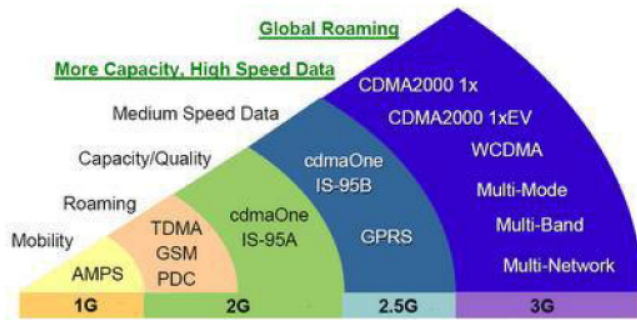 Global Roaming
More Capacity, High Speed Data
Medium Speed Data
Capacity/Quality
Roaming
Mobility
AMPS
TDMA
GSM
PDC
cdmaOne
IS-95A
cdmaOne
IS-95B
GPRS
CDMA2000 1x
CDMA2000 1xEV
WCDMA
Multi-Mode
Multi-Band
Multi-Network
1G
2G
2.5G
3G